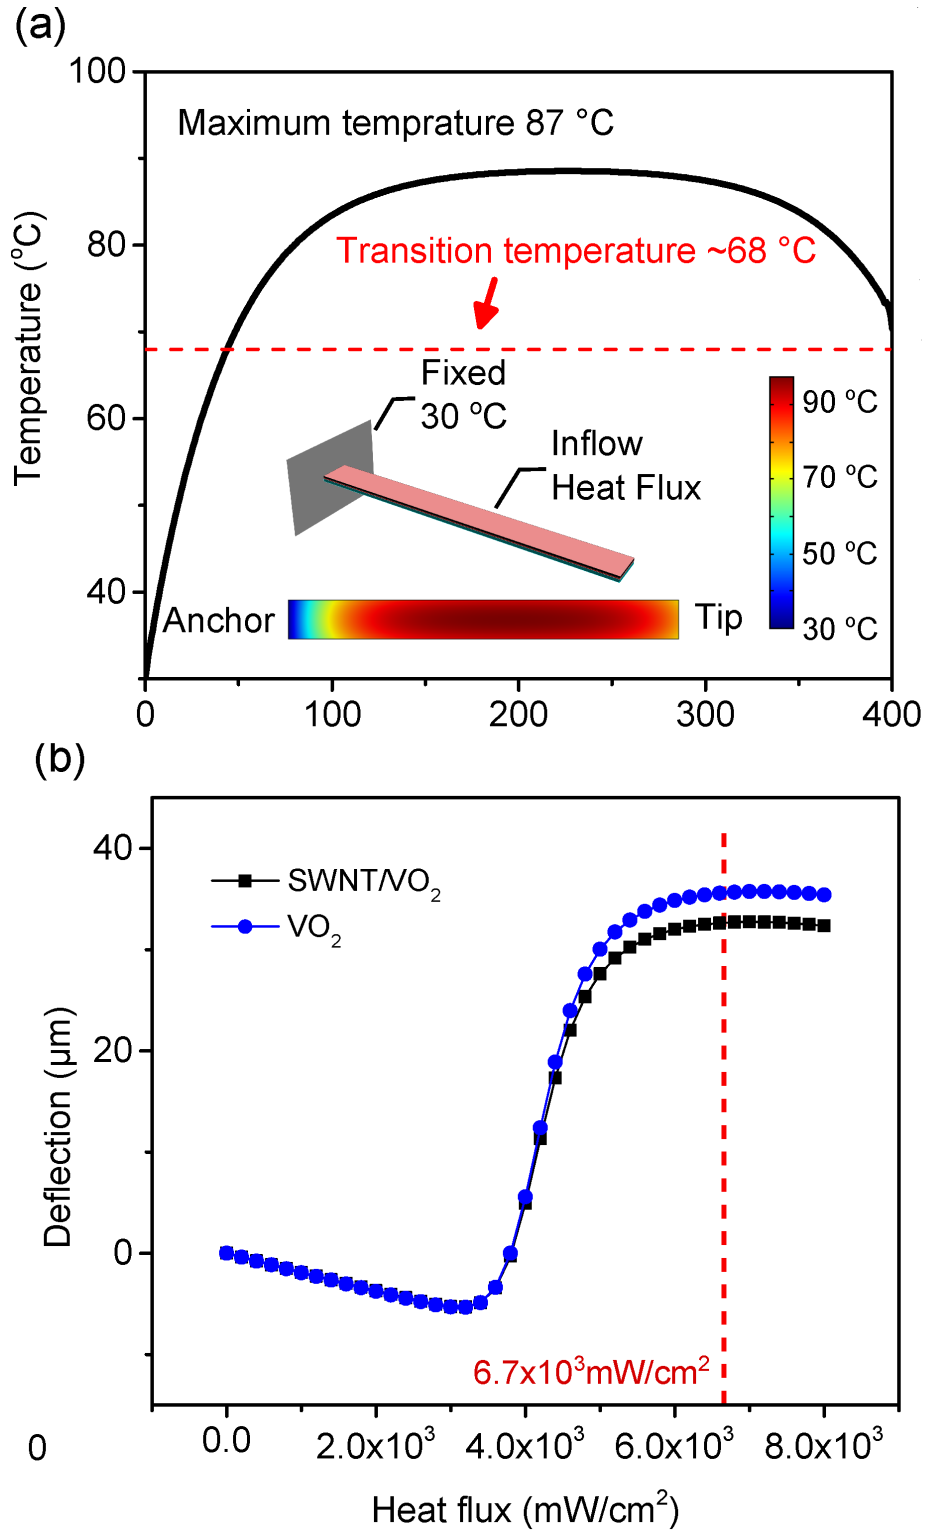 (a)
100
Maximum temprature 87 °C
80
Transition temperature ~68 °C
Temperature (°C)
Fixed
30 °C
60
Inflow
Heat Flux
90 °C
70 °C
50 °C
30 °C
40
Anchor
Tip
0
100
200
300
400
(b)
40
SWNT/VO₂
VO₂
20
Deflection (µm)
0
6.7x10³mW/cm²
0
0.0
2.0x10³
4.0x10³
6.0x10³
8.0x10³
Heat flux (mW/cm²)